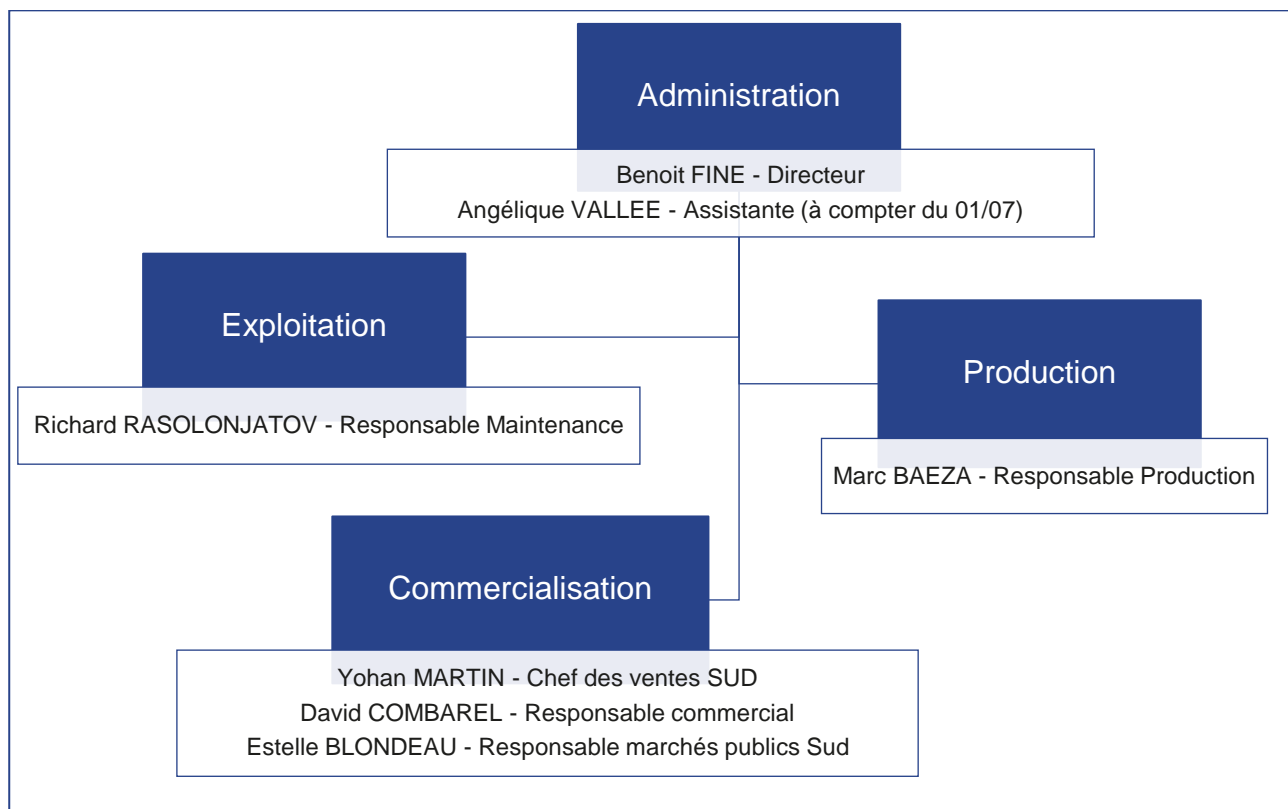 Administration
Benoit FINE - Directeur
Angélique VALLEE - Assistante (à compter du 01/07)
Exploitation
Richard RASOLONJATOV - Responsable Maintenance
Production
Marc BAEZA - Responsable Production
Commercialisation
Yohan MARTIN - Chef des ventes SUD
David COMBAREL - Responsable commercial
Estelle BLONDEAU - Responsable marchés publics Sud